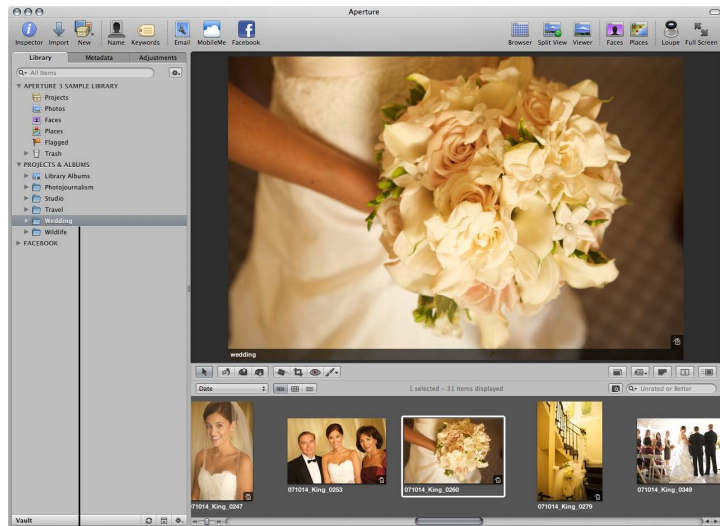 Aperture
Inspector Import New Name Keywords Email MobileMe Facebook Browser Split View Viewer Faces Places Loupe Full Screen
Library Metadata Adjustments
All Items
APERTURE 3 SAMPLE LIBRARY
Projects
Photos
Faces
Places
Flagged
Trash
PROJECTS & ALBUMS
Library Albums
Photojournalism
Studio
Travel
Wedding
Wildlife
FACEBOOK
wedding
Date 1 selected – 31 items displayed Unrated or Better
071014_King_0247
071014_King_0253
071014_King_0260
071014_King_0279
071014_King_0349
Vault